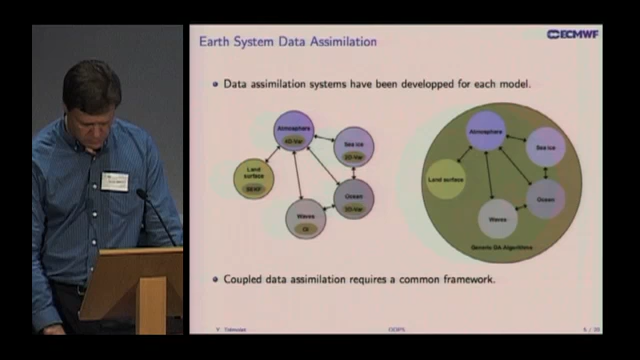 Earth System Data Assimilation
ECMWF
Data assimilation systems have been developped for each model.
Atmosphere
4D-Var
Sea ice
3D-Var
Land
surface
SEKF
Ocean
3D-Var
Waves
OI
Atmosphere
Sea ice
Land surface
Ocean
Waves
Generic DA Algorithms
Coupled data assimilation requires a common framework.
Y Trémolet
OOPS